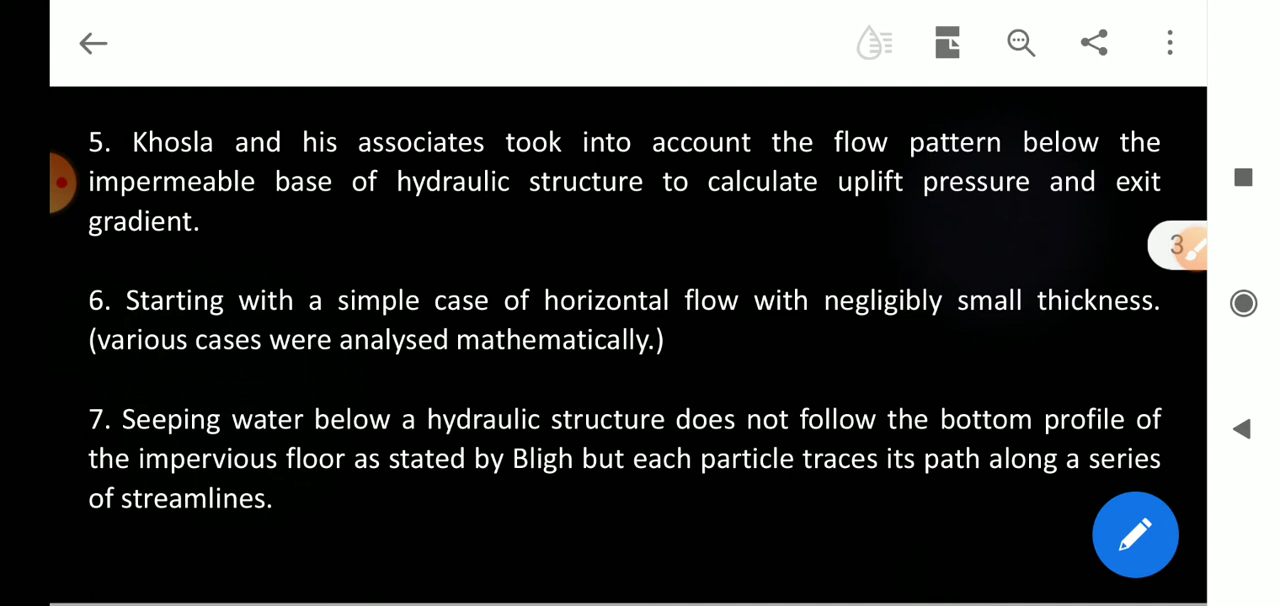 5. Khosla and his associates took into account the flow pattern below the
impermeable base of hydraulic structure to calculate uplift pressure and exit
3
gradient.
6. Starting with a simple case of horizontal flow with negligibly small thickness.
(various cases were analysed mathematically.)
7. Seeping water below a hydraulic structure does not follow the bottom profile of
the impervious floor as stated by Bligh but each particle traces its path along a series
of streamlines.